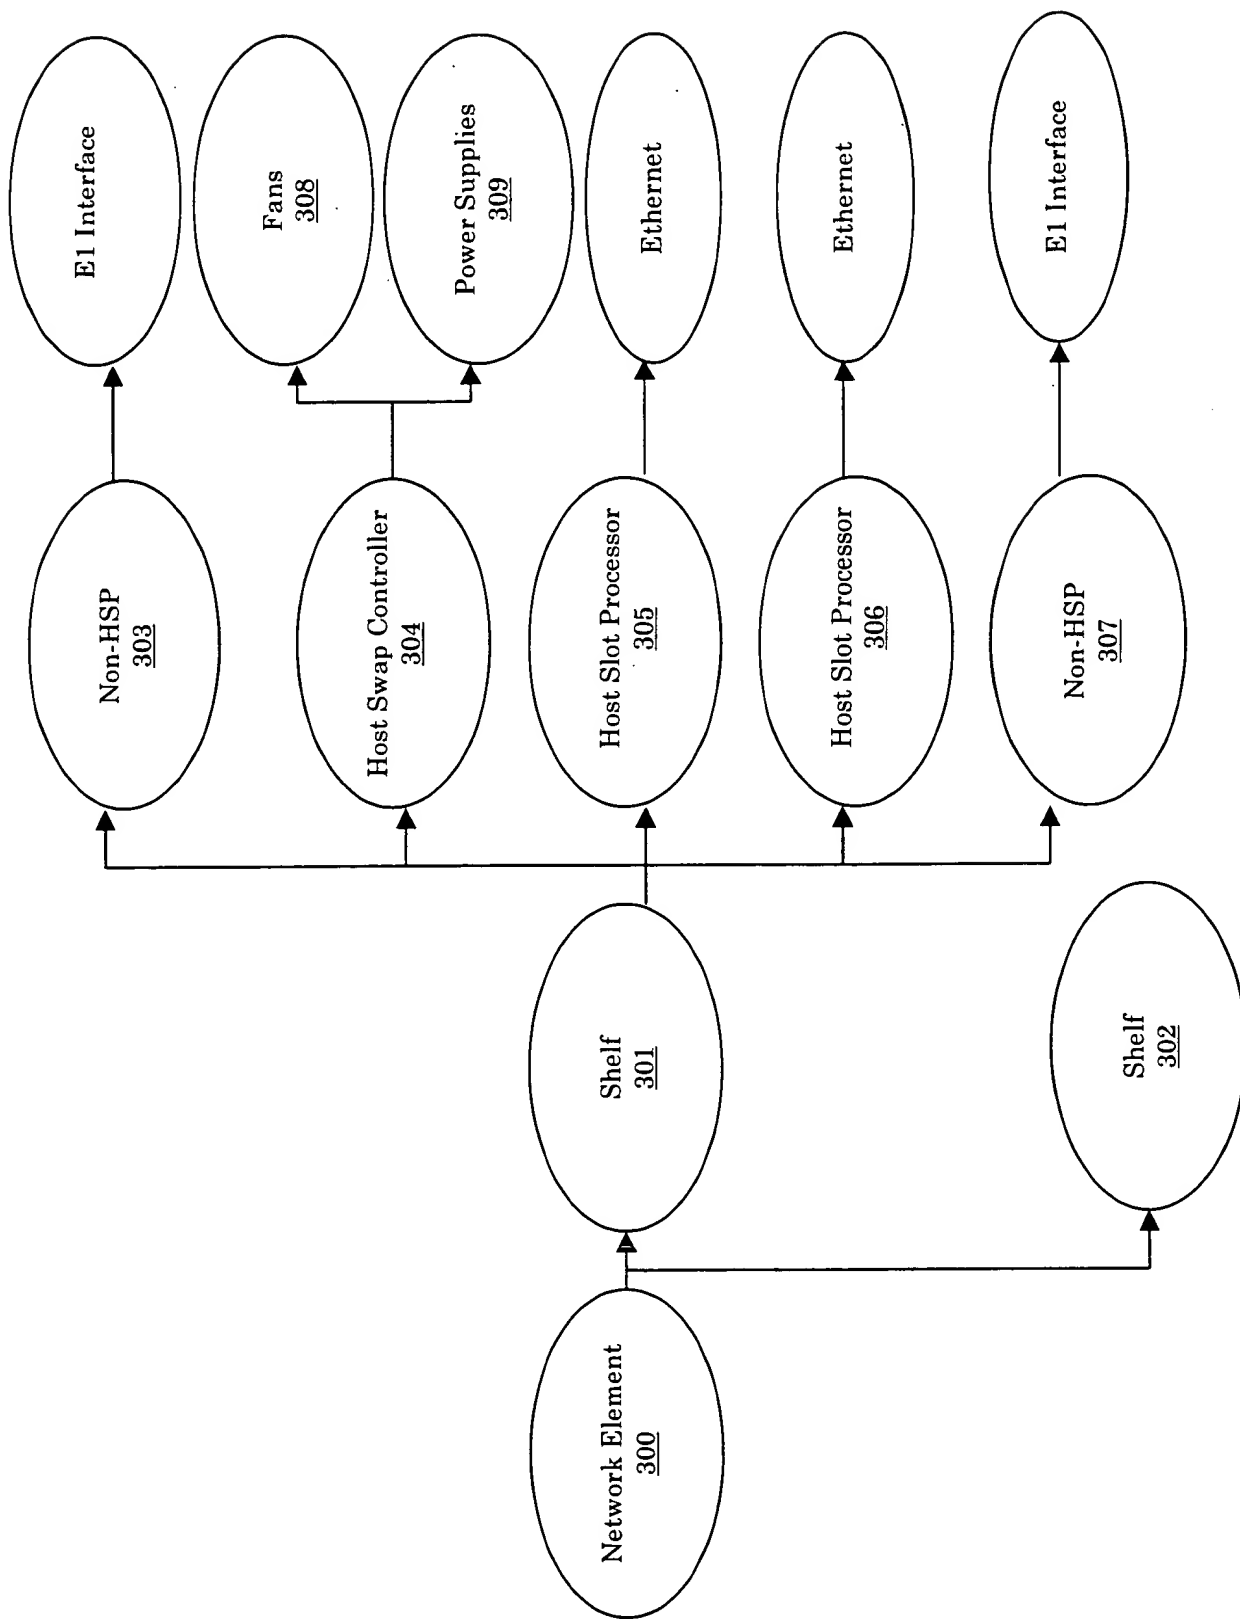 Network Element
300
Shelf
301
Shelf
302
Non-HSP
303
Host Swap Controller
304
Host Slot Processor
305
Host Slot Processor
306
Non-HSP
307
E1 Interface
Fans
308
Power Supplies
309
Ethernet
Ethernet
E1 Interface